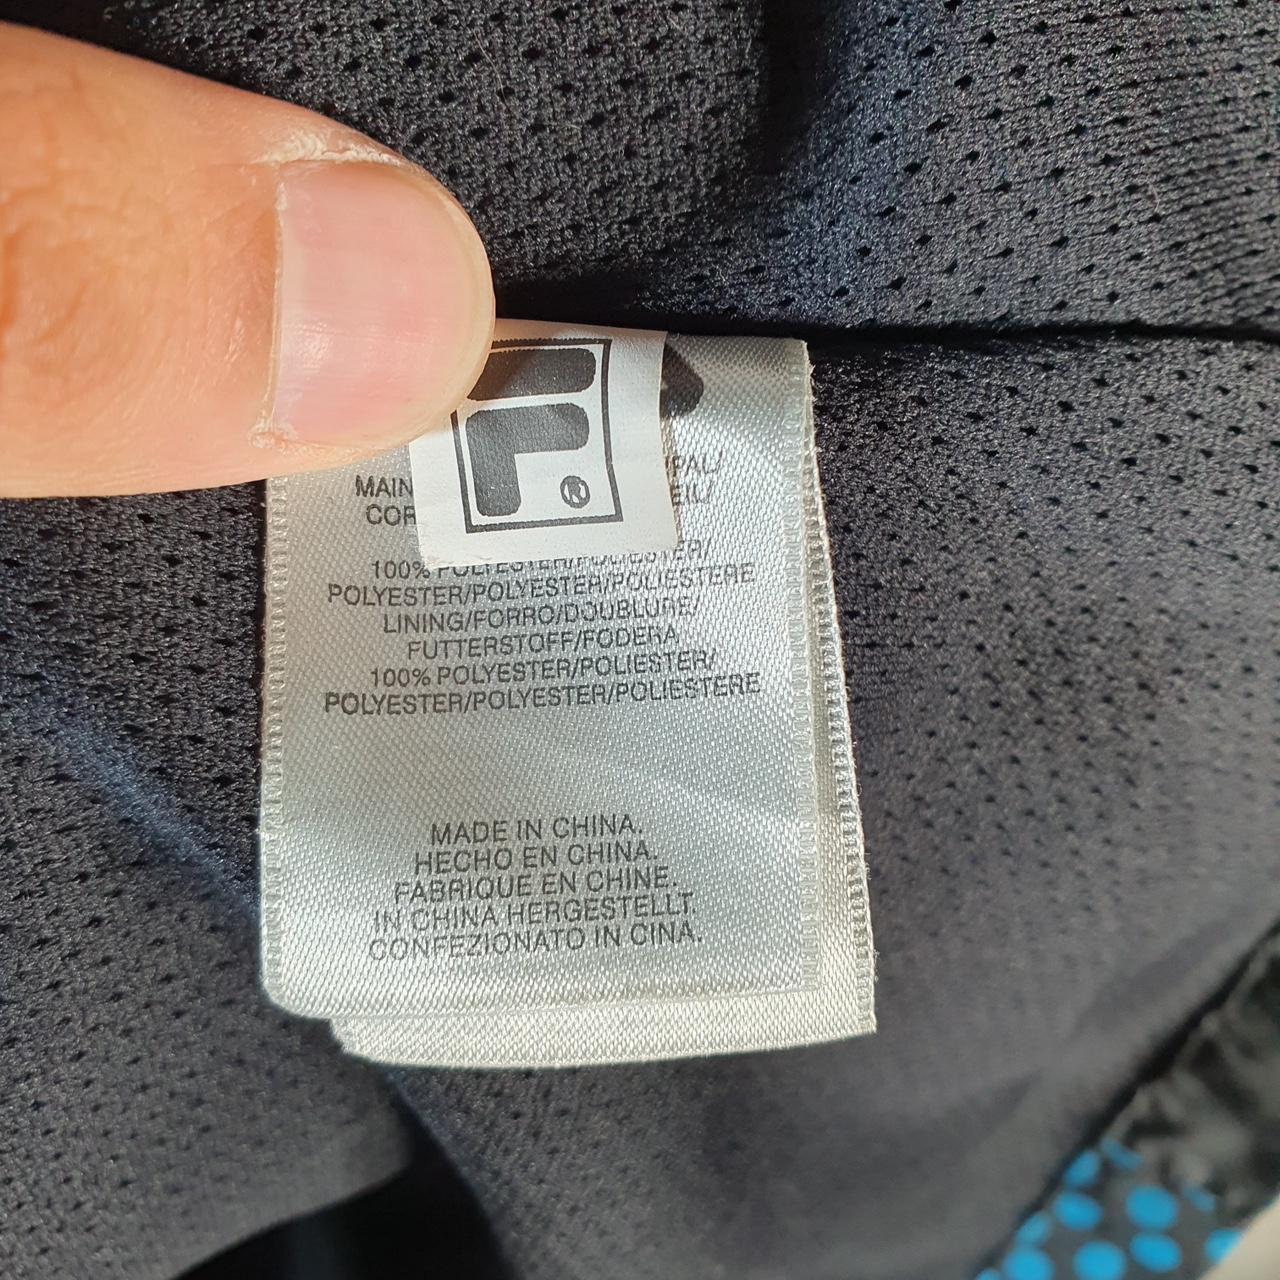 F
®
MAIN
100% POLYESTER/POLIESTER/
POLYESTER/POLYESTER/POLIESTERE
LINING/FORRO/DOUBLURE/
FUTTERSTOFF/FODERA
100% POLYESTER/POLIESTER/
POLYESTER/POLYESTER/POLIESTERE
MADE IN CHINA.
HECHO EN CHINA.
FABRIQUE EN CHINE.
IN CHINA HERGESTELLT.
CONFEZIONATO IN CINA.